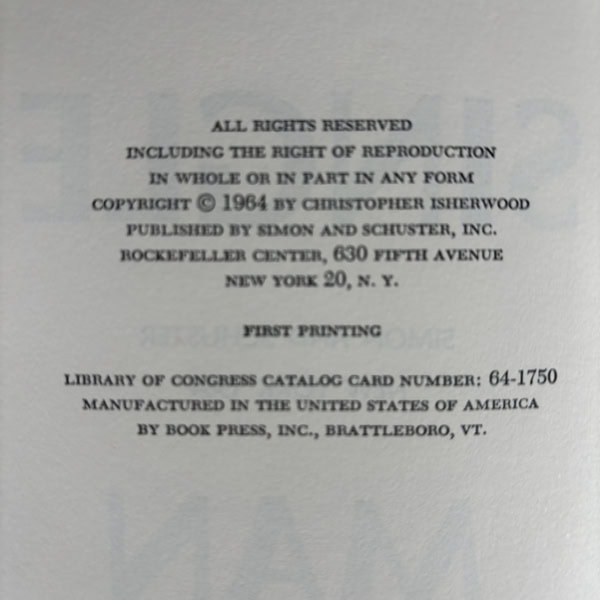 ALL RIGHTS RESERVED
INCLUDING THE RIGHT OF REPRODUCTION
IN WHOLE OR IN PART IN ANY FORM
COPYRIGHT © 1964 BY CHRISTOPHER ISHERWOOD
PUBLISHED BY SIMON AND SCHUSTER, INC.
ROCKEFELLER CENTER, 630 FIFTH AVENUE
NEW YORK 20, N. Y.
FIRST PRINTING
LIBRARY OF CONGRESS CATALOG CARD NUMBER: 64-1750
MANUFACTURED IN THE UNITED STATES OF AMERICA
BY BOOK PRESS, INC., BRATTLEBORO, VT.